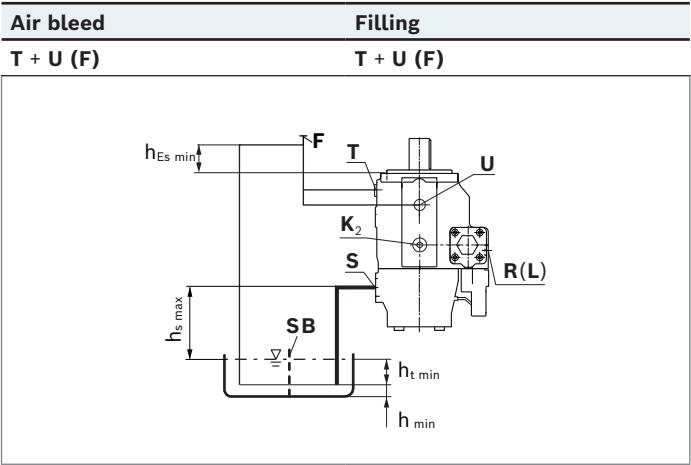 Air bleed Filling
T + U (F) T + U (F)
F
hEs min
T
U
K2
S
R(L)
hs max
SB
ht min
h min